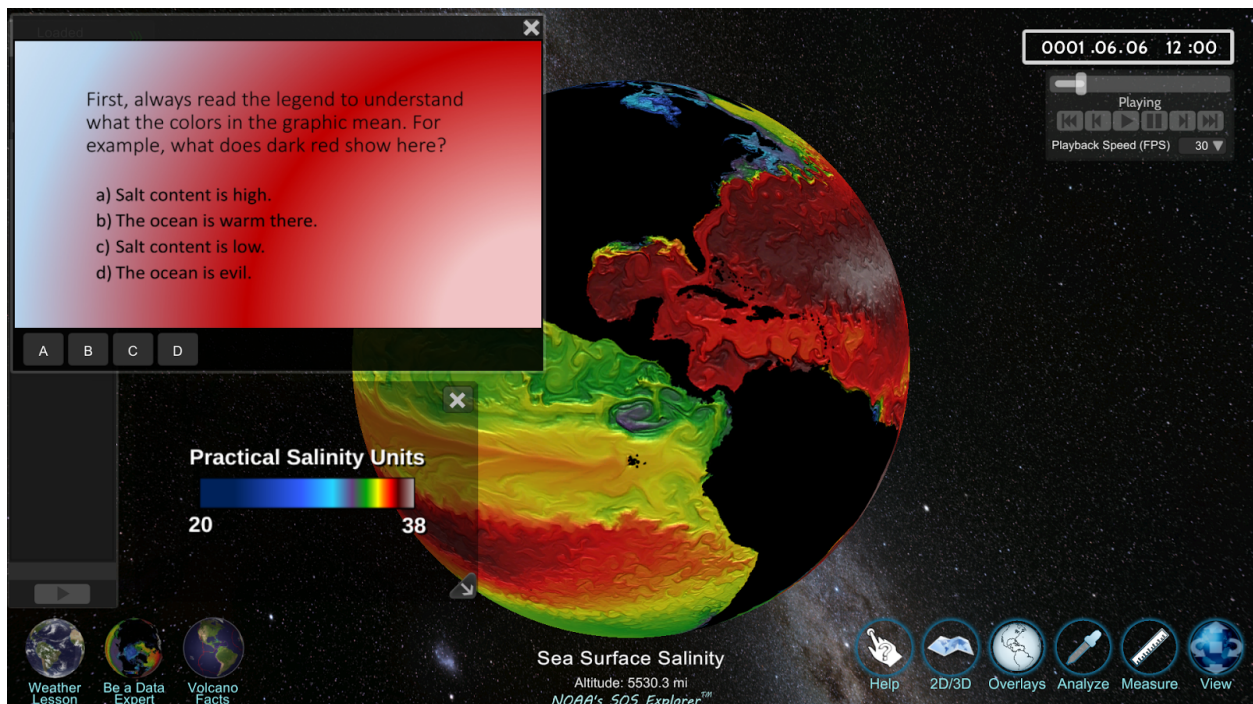 Loaded
First, always read the legend to understand
what the colors in the graphic mean. For
example, what does dark red show here?
a) Salt content is high.
b) The ocean is warm there.
c) Salt content is low.
d) The ocean is evil.
A B C D
0001 .06.06 12 :00
Playing
Playback Speed (FPS) 30
Practical Salinity Units
20 38
Sea Surface Salinity
Altitude: 5530.3 mi
NOAA's SOS Explorer™
Weather
Lesson
Be a Data
Expert
Volcano
Facts
Help 2D/3D Overlays Analyze Measure View